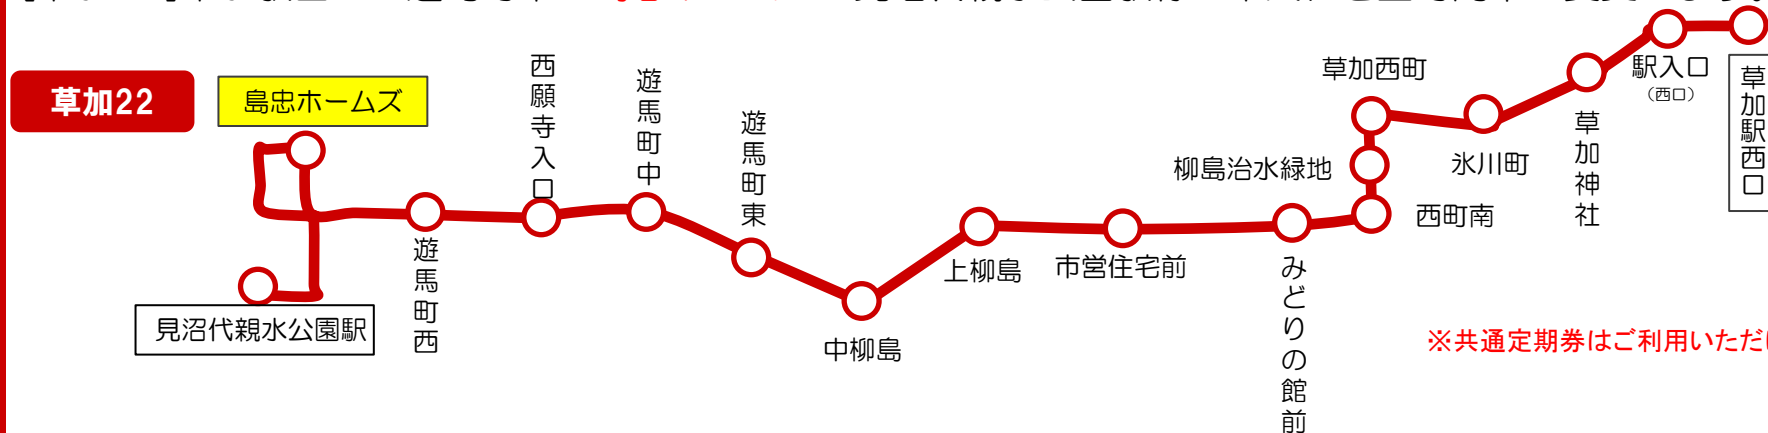 草加22
島忠ホームズ
見沼代親水公園駅
遊馬町西
西願寺入口
遊馬町中
遊馬町東
中柳島
上柳島
市営住宅前
みどりの館前
西町南
柳島治水緑地
草加西町
氷川町
草加神社
駅入口
（西口）
草加駅西口
※共通定期券はご利用いただけ